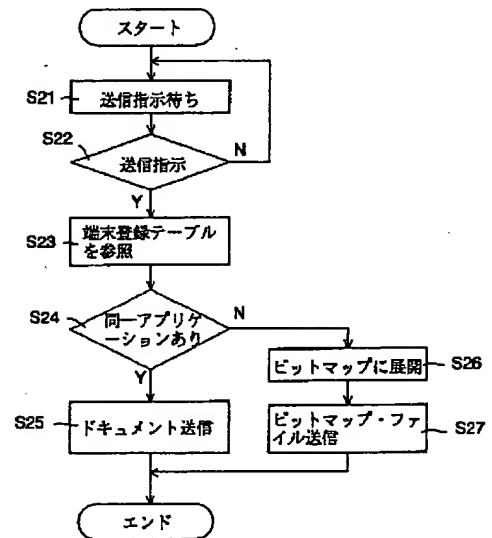 スタート
S21
送信指示待ち
S22
送信指示
N
Y
S23
端末登録テーブル
を参照
S24
同一アプリケ
ーションあり
N
Y
ビットマップに展開
S26
S25
ドキュメント送信
ビットマップ・ファ
イル送信
S27
エンド